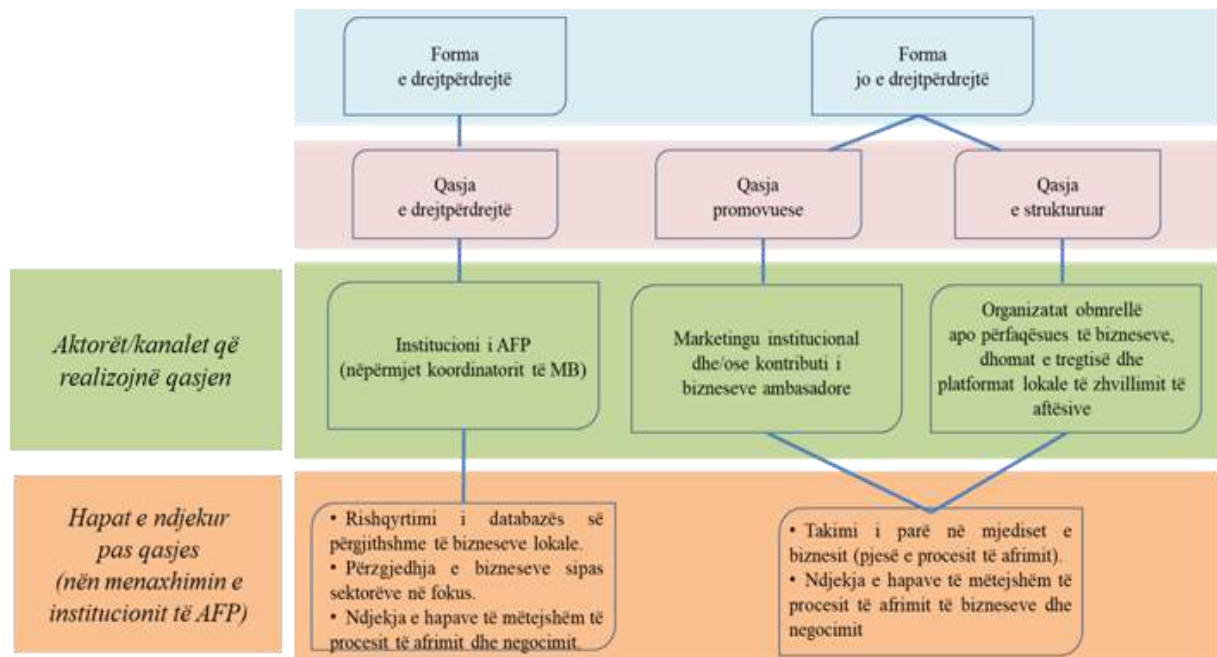 Forma
e drejtpërdrejtë
Forma
jo e drejtpërdrejtë
Qasja
e drejtpërdrejtë
Qasja
promovuese
Qasja
e strukturuar
Aktorët/kanalet që
realizojnë qasjen
Institucioni i AFP
(nëpërmjet koordinatorit të MB)
Marketingu institucional
dhe/ose kontributi i
bizneseve ambasadore
Organizatat obmrellë
apo përfaqësues të bizneseve,
dhomat e tregtisë dhe
platformat lokale të zhvillimit të
aftësive
Hapat e ndjekur
pas qasjes
(nën menaxhimin e
institucionit të AFP)
• Rishqyrtimi i databazës së
përgjithshme të bizneseve lokale.
• Përzgjedhja e bizneseve sipas
sektorëve në fokus.
• Ndjekja e hapave të mëtejshëm të
procesit të afrimit dhe negocimit.
• Takimi i parë në mjediset e
biznesit (pjesë e procesit të afrimit).
• Ndjekja e hapave të mëtejshëm të
procesit të afrimit të bizneseve dhe
negocimit